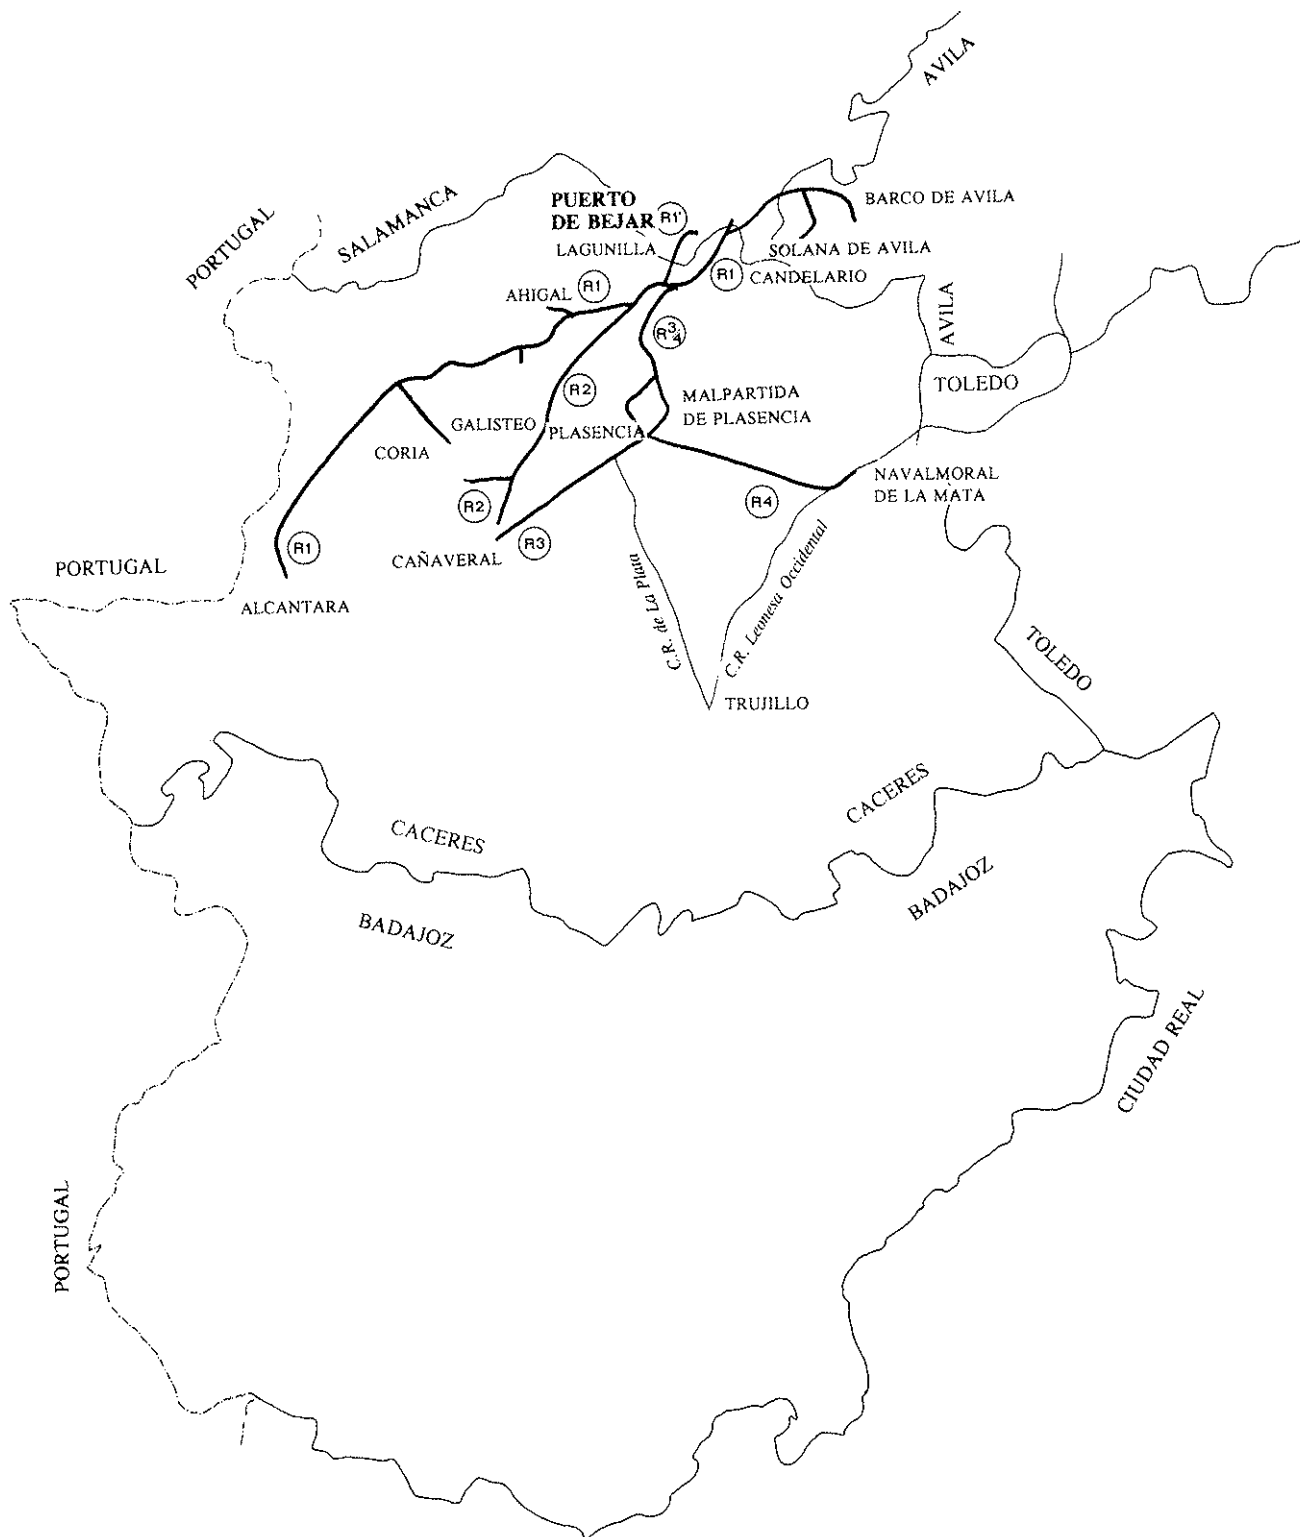 AVILA
PORTUGAL
SALAMANCA
PUERTO
DE BEJAR
R1'
LAGUNILLA
BARCO DE AVILA
SOLANA DE AVILA
R1
CANDELARIO
AHIGAL
R1
R3/4
AVILA
TOLEDO
R2
MALPARTIDA
DE PLASENCIA
GALISTEO
PLASENCIA
CORIA
NAVALMORAL
DE LA MATA
R2
R4
R1
R3
CAÑAVERAL
PORTUGAL
ALCANTARA
C.R. de La Plata
C.R. Leonesa Occidental
TOLEDO
TRUJILLO
CACERES
CACERES
BADAJOZ
BADAJOZ
CIUDAD REAL
PORTUGAL